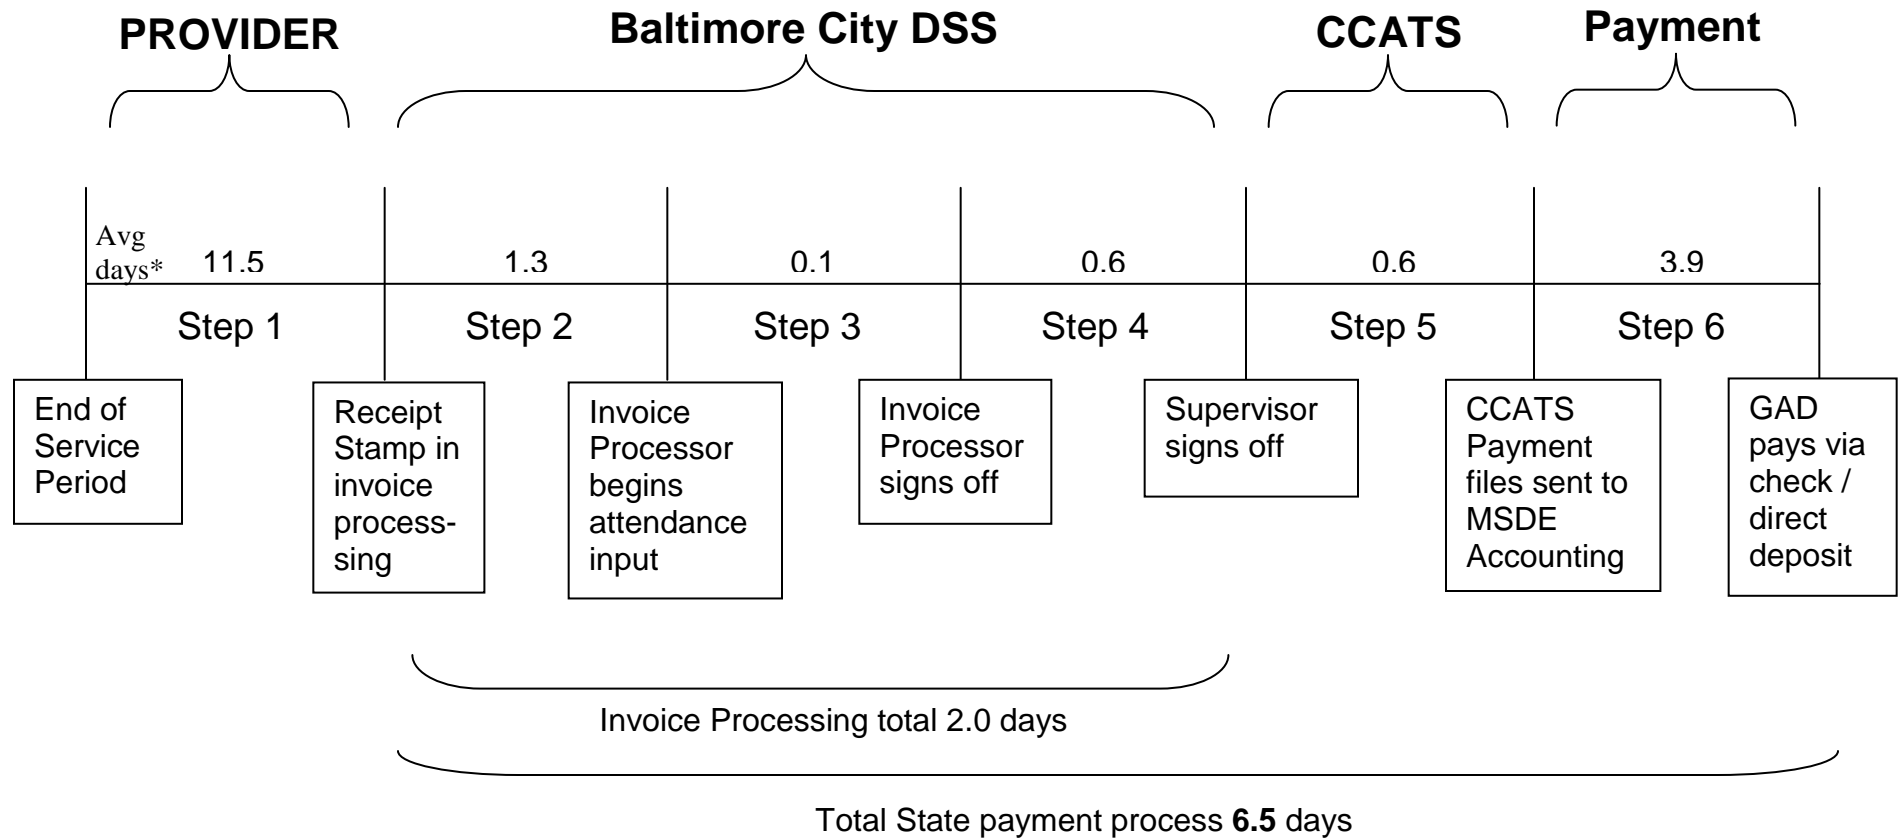 PROVIDER
Baltimore City DSS
CCATS
Payment
Avg
days*
11.5
1.3
0.1
0.6
0.6
3.9
Step 1
Step 2
Step 3
Step 4
Step 5
Step 6
End of
Service
Period
Receipt
Stamp in
invoice
process-
sing
Invoice
Processor
begins
attendance
input
Invoice
Processor
signs off
Supervisor
signs off
CCATS
Payment
files sent to
MSDE
Accounting
GAD
pays via
check /
direct
deposit
Invoice Processing total 2.0 days
Total State payment process 6.5 days